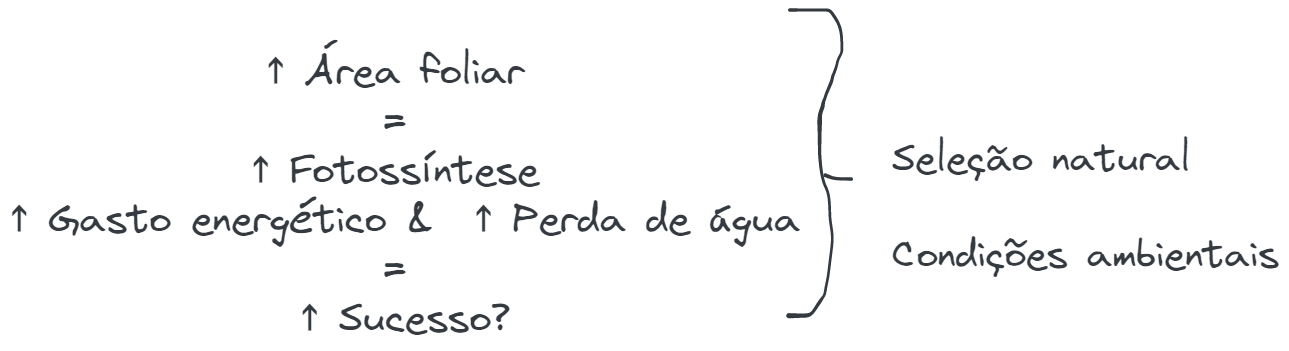 ↑ Área foliar
=
↑ Fotossíntese
↑ Gasto energético & ↑ Perda de água
=
↑ Sucesso?
Seleção natural
Condições ambientais